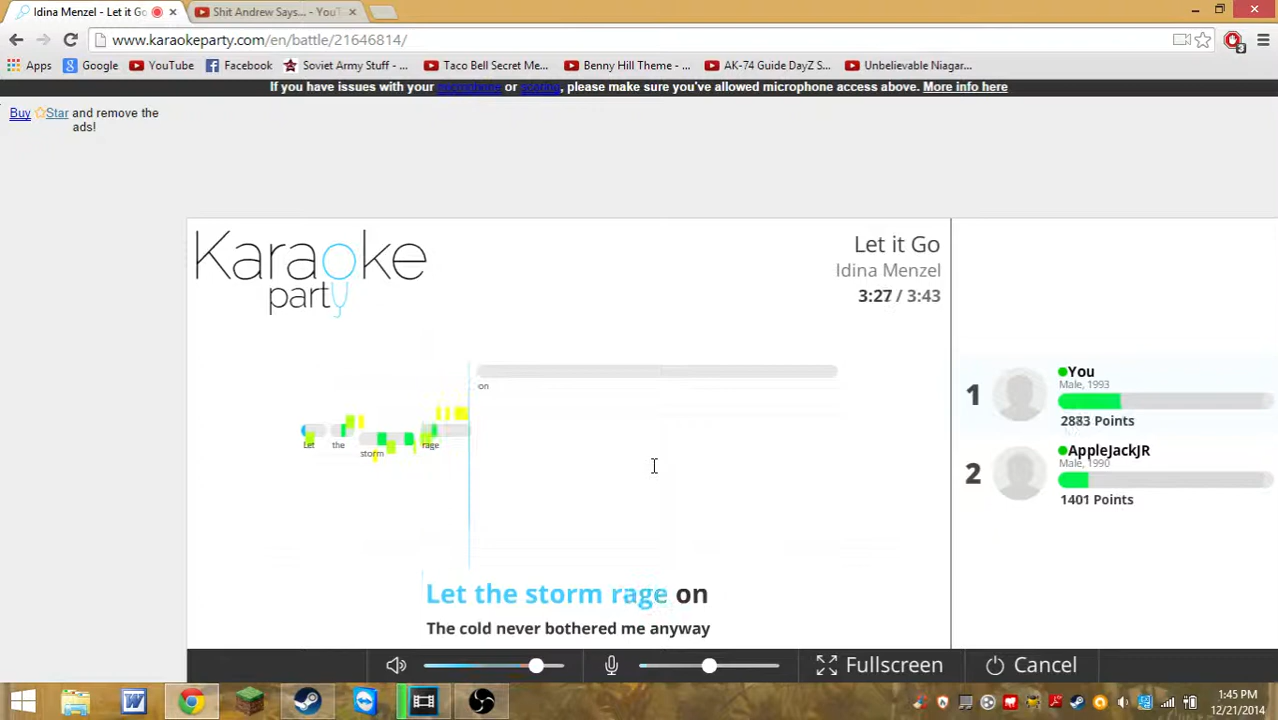 Idina Menzel - Let it Go
Shit Andrew Says... - YouT
www.karaokeparty.com/en/battle/21646814/
3
Apps Google YouTube Facebook Soviet Army Stuff - ... Taco Bell Secret Me... Benny Hill Theme - ... AK-74 Guide DayZ S... Unbelievable Niagar...
If you have issues with your microphone or scoring, please make sure you've allowed microphone access above. More info here
Buy Star and remove the
ads!
Karaoke
party
Let it Go
Idina Menzel
3:27 / 3:43
on
Let the storm rage
1 You
Male, 1993
Points
2 AppleJackJR
Male, 1990
1401 Points
Let the storm rage on
The cold never bothered me anyway
Fullscreen
Cancel
1:45 PM
12/21/2014